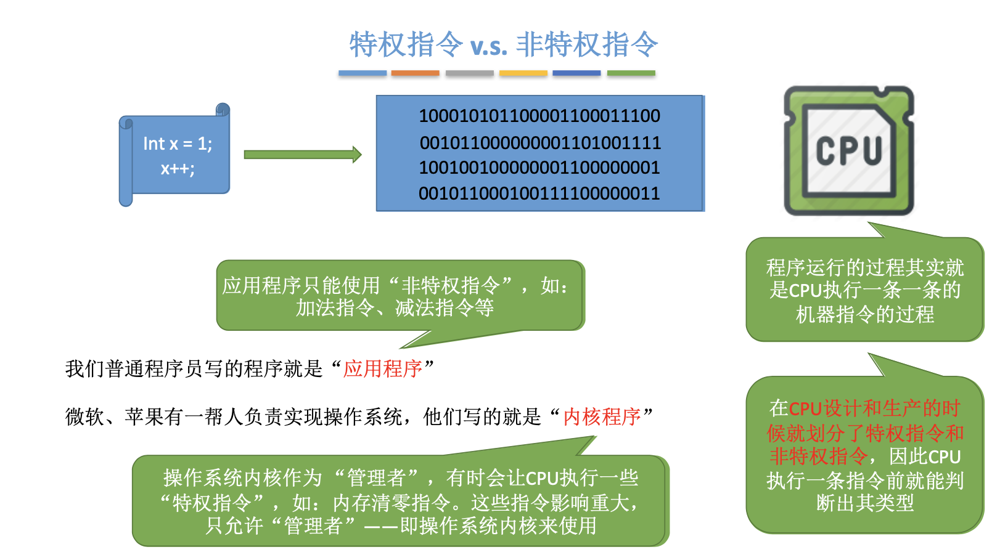 特权指令 v.s. 非特权指令
Int x = 1;
x++;
100010101100001100011100
001011000000001101001111
100100100000001100000001
001011000100111100000011
CPU
程序运行的过程其实就
是CPU执行一条一条的
机器指令的过程
应用程序只能使用“非特权指令”，如：
加法指令、减法指令等
我们普通程序员写的程序就是“应用程序”
微软、苹果有一帮人负责实现操作系统，他们写的就是“内核程序”
在CPU设计和生产的时
候就划分了特权指令和
非特权指令，因此CPU
执行一条指令前就能判
断出其类型
操作系统内核作为 “管理者”，有时会让CPU执行一些
“特权指令”，如：内存清零指令。这些指令影响重大，
只允许“管理者”——即操作系统内核来使用